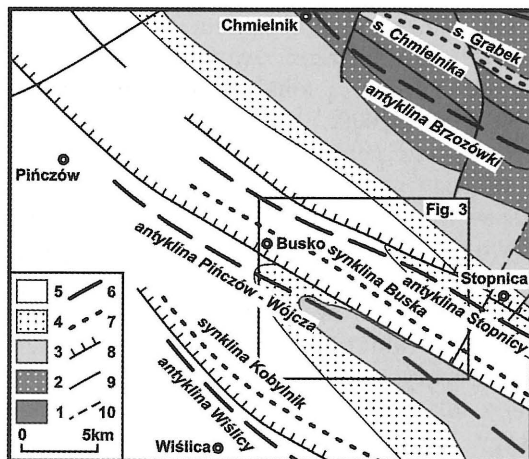 Chmielnik
s. Grabek
s. Chmielnika
antyklina Brzozówki
Pińczów
Fig. 3
Busko
synklina Buska
Stopnica
antyklina Stopnicy
antyklina Pińczów - Wójcza
synklina Kobylnik
antyklina Wiślicy
Wiślica
5 6
4 7
3 8
2 9
1 10
0 5km